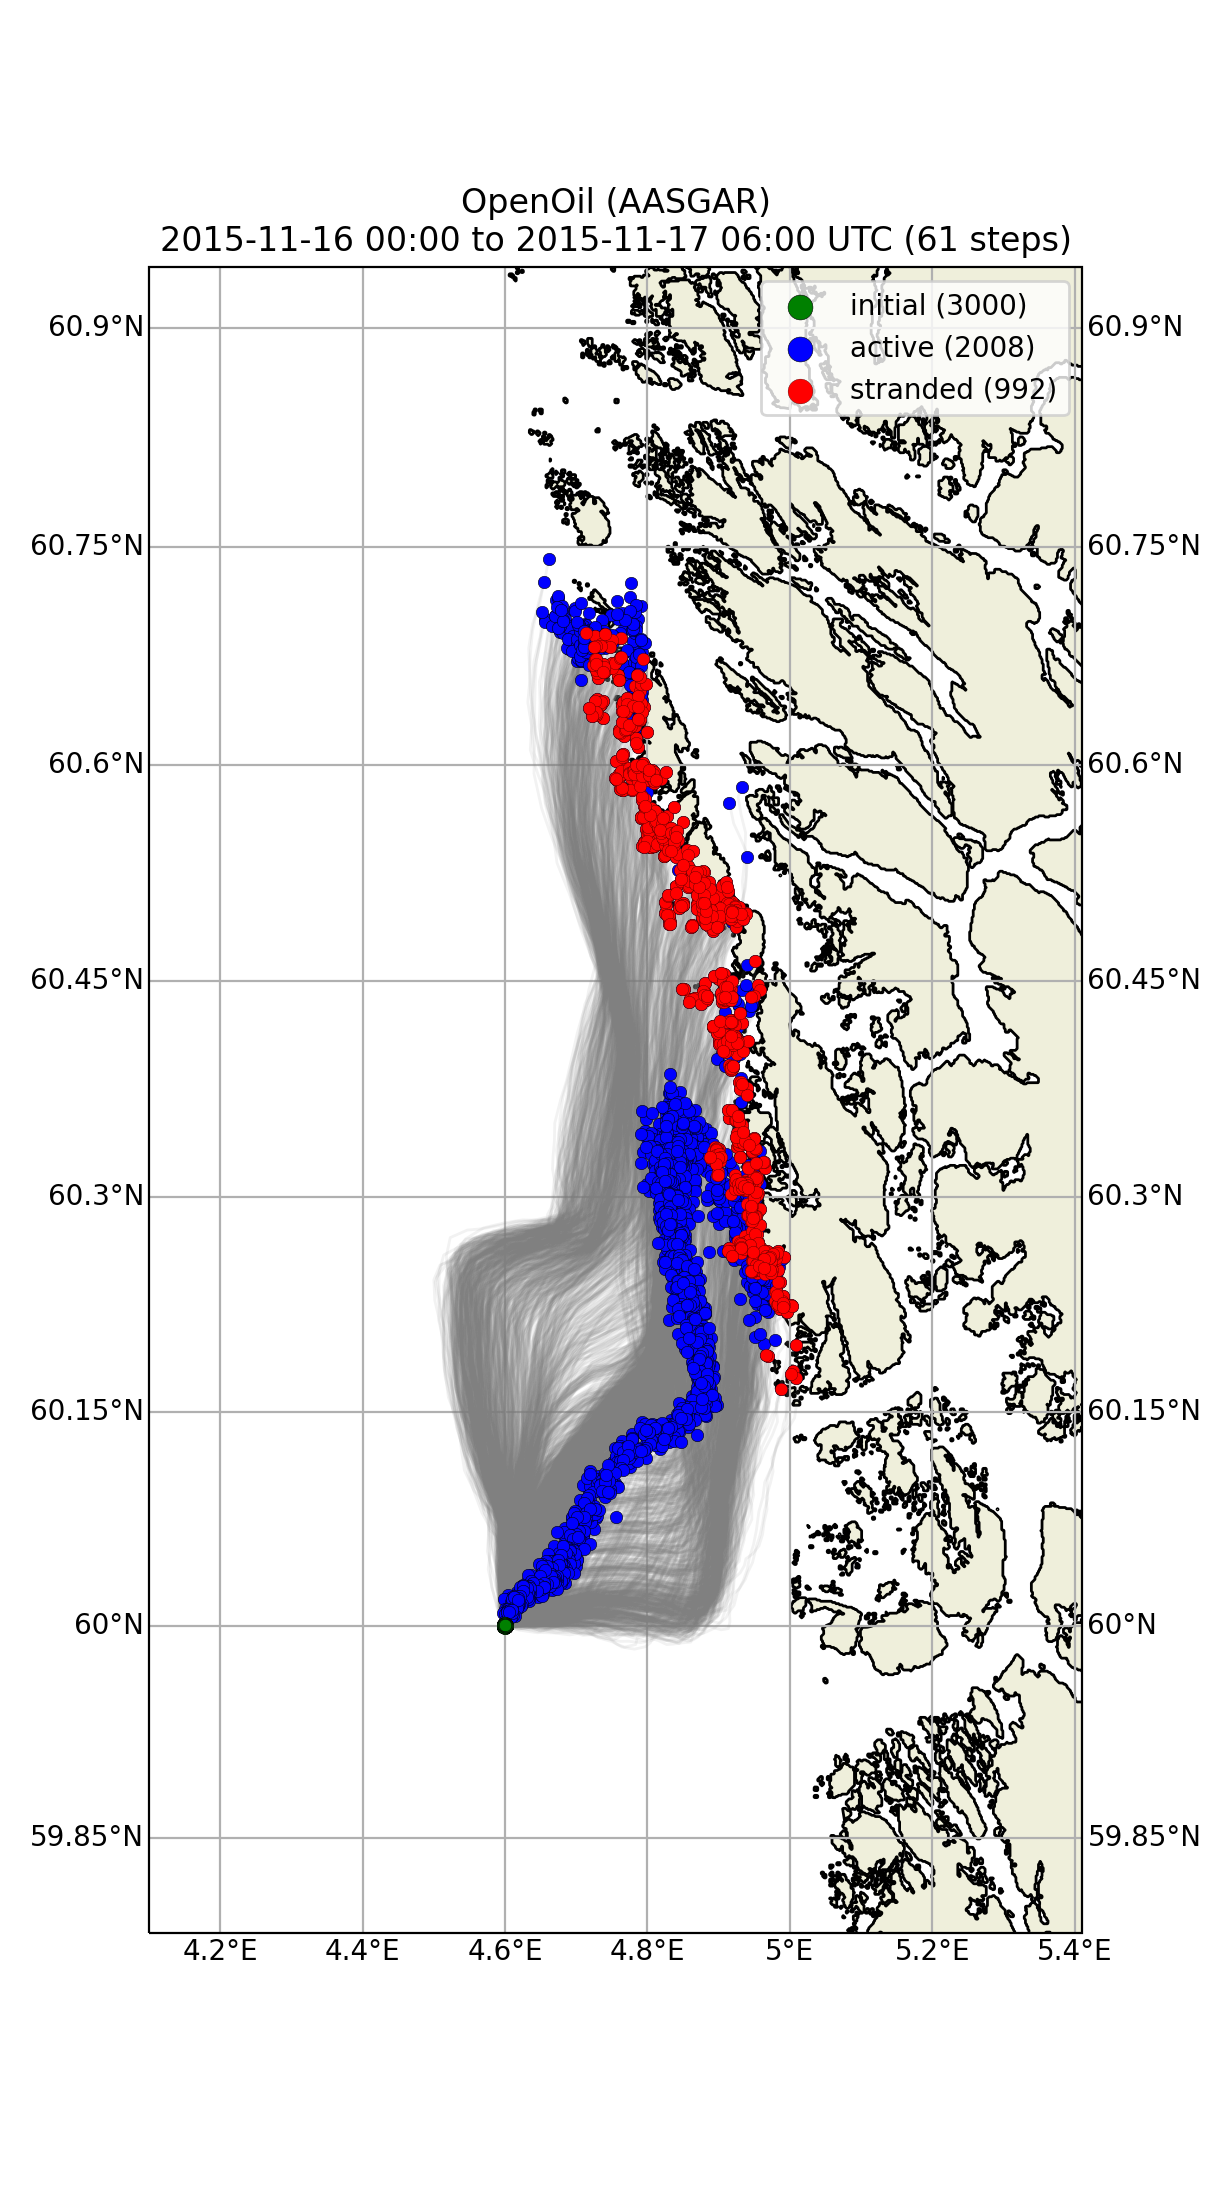 OpenOil (AASGAR)
2015-11-16 00:00 to 2015-11-17 06:00 UTC (61 steps)
initial (3000)
active (2008)
stranded (992)
60.9°N 60.9°N
60.75°N 60.75°N
60.6°N 60.6°N
60.45°N 60.45°N
60.3°N 60.3°N
60.15°N 60.15°N
60°N 60°N
59.85°N 59.85°N
4.2°E 4.4°E 4.6°E 4.8°E 5°E 5.2°E 5.4°E